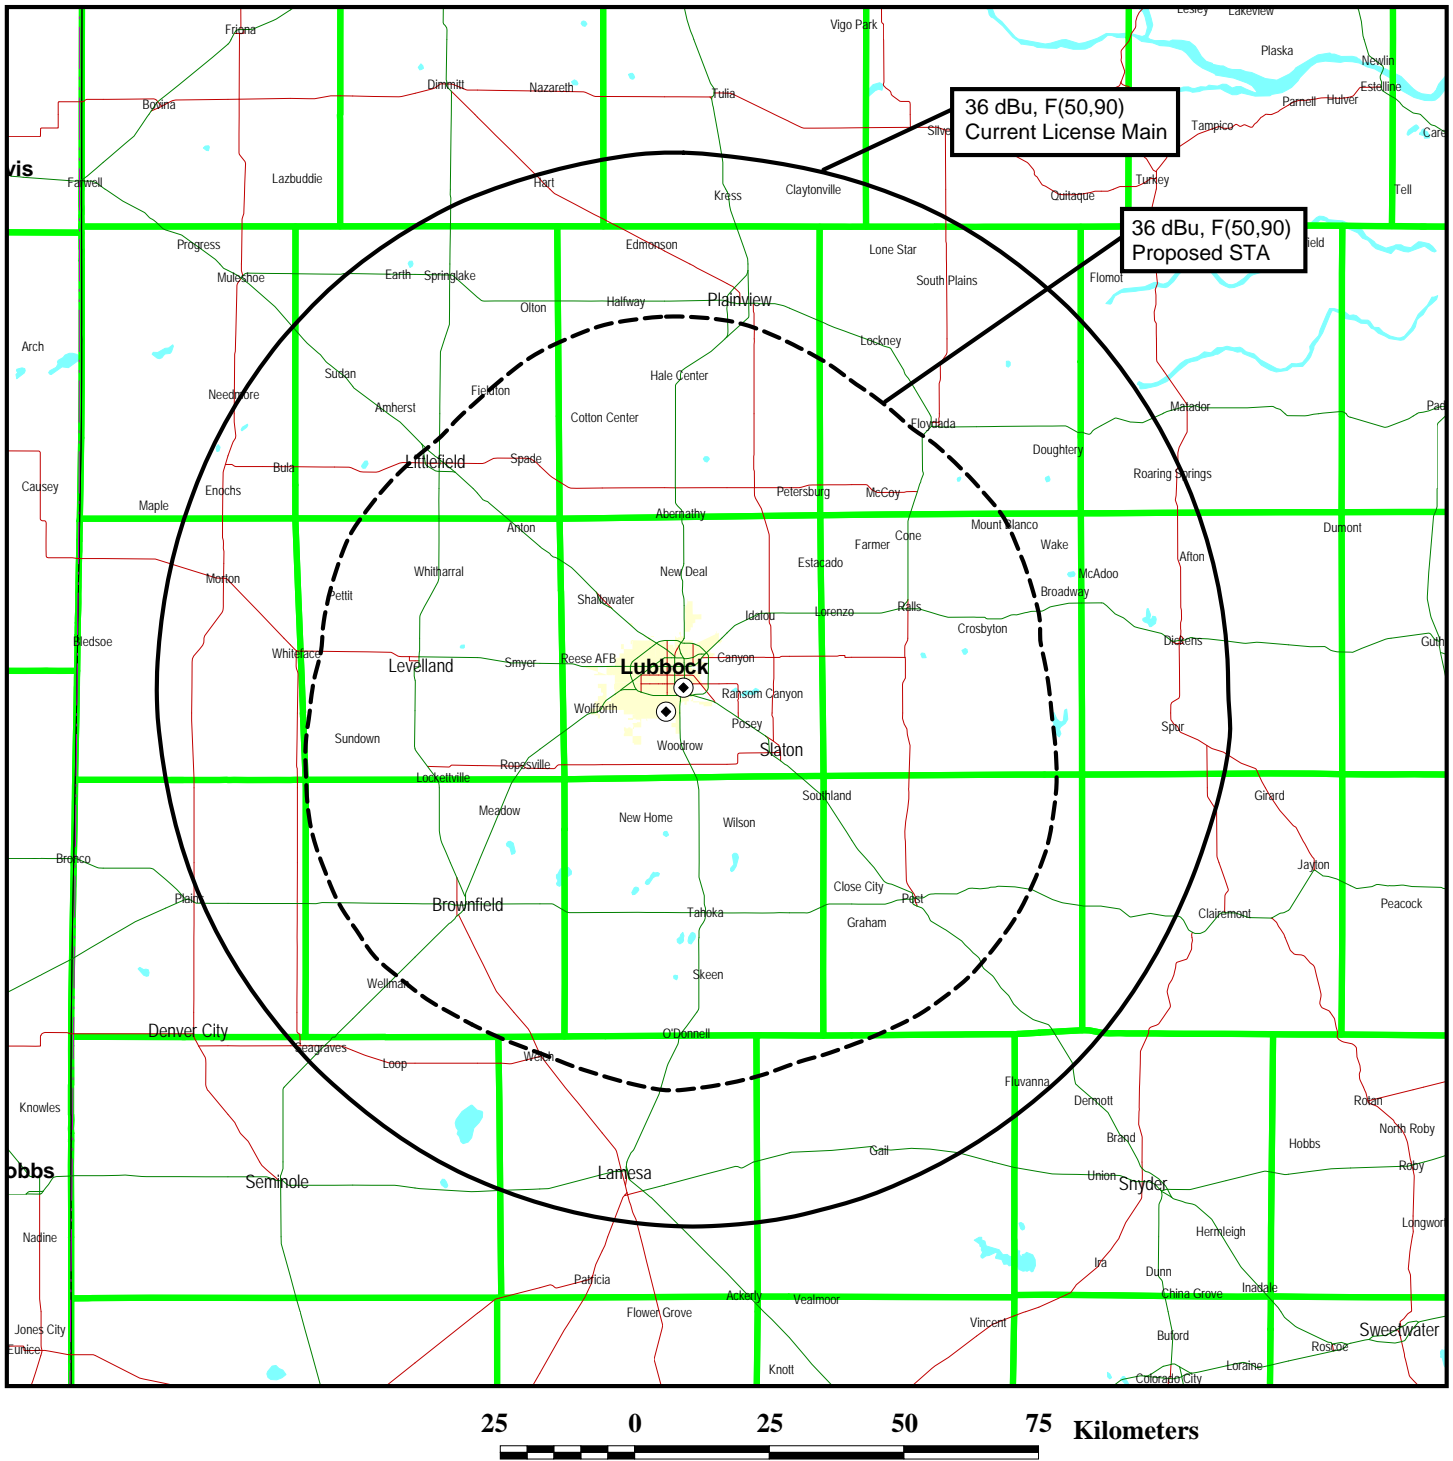 Lesley
Lakeview
Vigo Park
Friona
Plaska
Newlin
Dimmitt
Nazareth
Tulia
Estelline
Bovina
Parnell
Hulver
36 dBu, F(50,90)
Current License Main
Silve
Tampico
Care
vis
Farwell
Lazbuddie
Hart
Kress
Claytonville
Quitaque
Turkey
Tell
36 dBu, F(50,90)
Proposed STA
ield
Progress
Edmonson
Lone Star
Muleshoe
Earth
Springlake
South Plains
Flomot
Olton
Halfway
Plainview
Arch
Lockney
Sudan
Hale Center
Needmore
Fieldton
Amherst
Cotton Center
Matador
Pad
Floydada
Doughtery
Bula
Littlefield
Spade
Roaring Springs
Causey
Enochs
Petersburg
McCoy
Maple
Abernathy
Anton
Mount Blanco
Dumont
Cone
Farmer
Wake
Estacado
Afton
Morton
Whitharral
New Deal
McAdoo
Pettit
Shallowater
Broadway
Idalou
Lorenzo
Ralls
Crosbyton
Bledsoe
Dickens
Guth
Whiteface
Levelland
Smyer
Reese AFB
Lubbock
Canyon
Ransom Canyon
Wolfforth
Posey
Spur
Sundown
Woodrow
Slaton
Ropesville
Lockettville
Southland
Girard
Meadow
New Home
Wilson
Bronco
Jayton
Close City
Plains
Brownfield
Tahoka
Post
Graham
Clairemont
Peacock
Skeen
Wellman
Denver City
O'Donnell
Seagraves
Loop
Welch
Fluvanna
Knowles
Dermott
Rotan
North Roby
Brand
Hobbs
Gail
obbs
Seminole
Lamesa
Union
Snyder
Roby
Longwor
Nadine
Hermleigh
Ira
Dunn
Patricia
Inadale
Ackerly
Vealmoor
China Grove
Flower Grove
Vincent
Jones City
Buford
Sweetwater
Eunice
Roscoe
Knott
Loraine
Colorado City
25 0 25 50 75 Kilometers